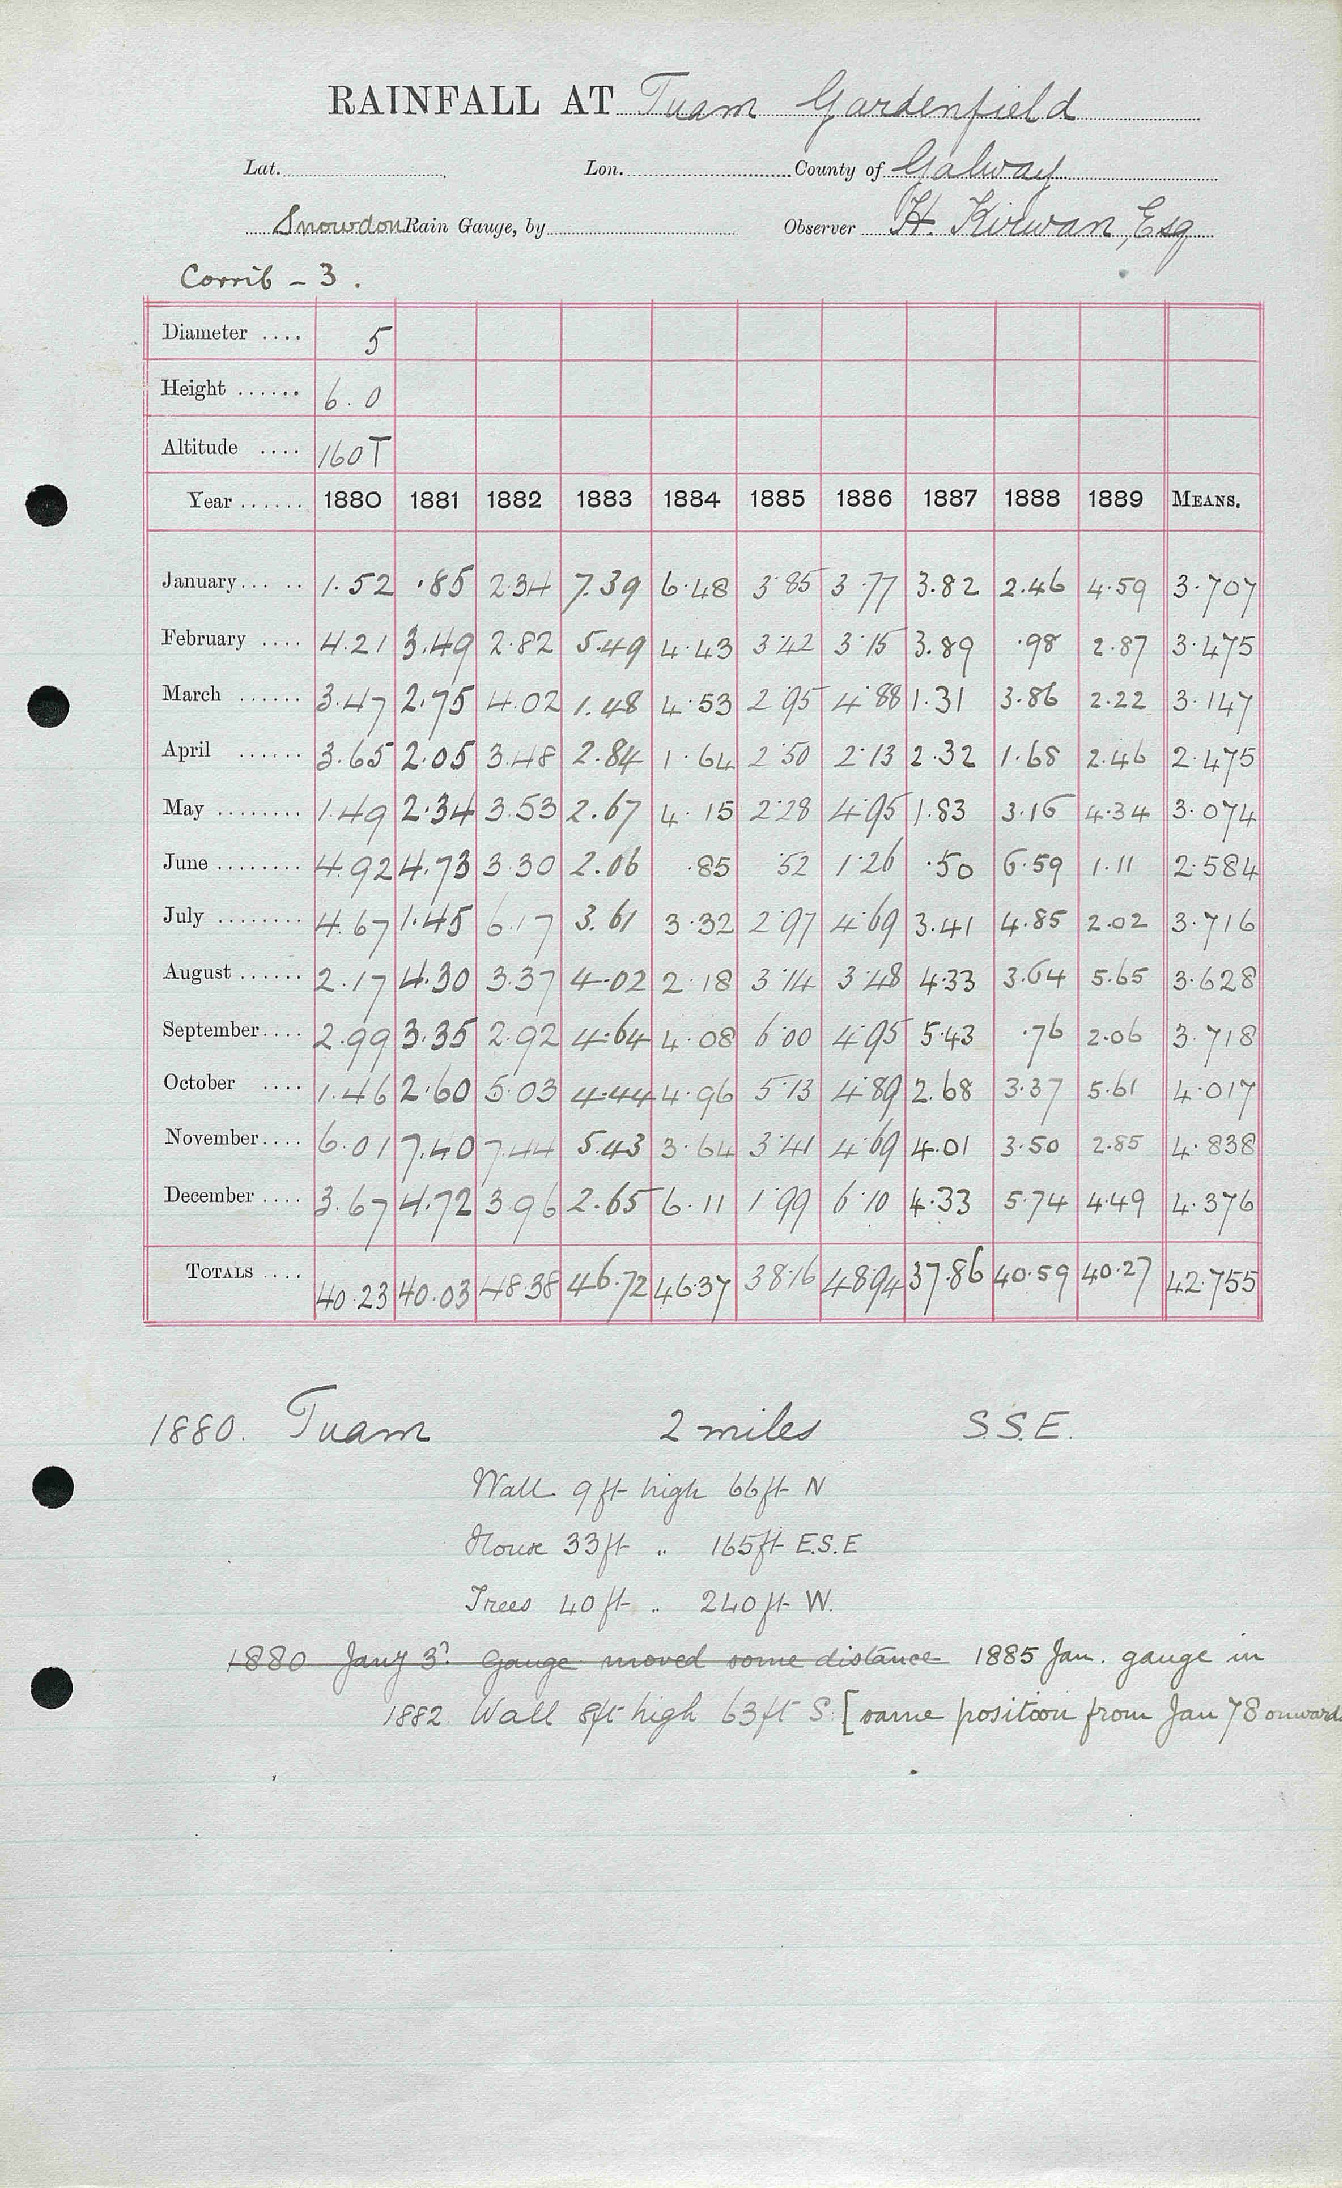 RAINFALL AT Tuam Gardenfield
Lat. Lon. County of Galway
Snowdon Rain Gauge, by Observer H. Kirwan, Esq
Corrib - 3.
Diameter .... 5
Height ...... 6.0
Altitude .... 160T
Year ...... 1880 1881 1882 1883 1884 1885 1886 1887 1888 1889 MEANS.
January ..... 1.52 .85 2.34 7.39 6.48 3.85 3.77 3.82 2.46 4.59 3.707
February .... 4.21 3.49 2.82 5.49 4.43 3.42 3.15 3.89 .98 2.87 3.475
March ...... 3.47 2.75 4.02 1.48 4.53 2.95 4.88 1.31 3.86 2.22 3.147
April ...... 3.65 2.05 3.48 2.84 1.64 2.50 2.13 2.32 1.68 2.46 2.475
May ........ 1.49 2.34 3.53 2.67 4.15 2.28 4.95 1.83 3.16 4.34 3.074
June ........ 4.92 4.73 3.30 2.06 .85 .52 1.26 .50 6.59 1.11 2.584
July ........ 4.67 1.45 6.17 3.61 3.32 2.97 4.69 3.41 4.85 2.02 3.716
August ...... 2.17 4.30 3.37 4.02 2.18 3.14 3.48 4.33 3.64 5.65 3.628
September .... 2.99 3.35 2.92 4.64 4.08 6.00 4.95 5.43 .76 2.06 3.718
October .... 1.46 2.60 5.03 4.44 4.96 5.13 4.89 2.68 3.37 5.61 4.017
November .... 6.01 7.40 7.44 5.43 3.64 3.41 4.69 4.01 3.50 2.85 4.838
December .... 3.67 4.72 3.96 2.65 6.11 1.99 6.10 4.33 5.74 4.49 4.376
TOTALS .... 40.23 40.03 48.38 46.72 46.37 38.16 48.94 37.86 40.59 40.27 42.755
1880. Tuam 2 miles S.S.E.
Wall 9ft high 66ft N
House 33ft " 165ft E.S.E
Trees 40ft " 240ft W.
1880 Jany 3? Gauge moved some distance 1885 Jan. gauge in
1882 Wall 8ft high 63ft S. [same position from Jan 78 onward